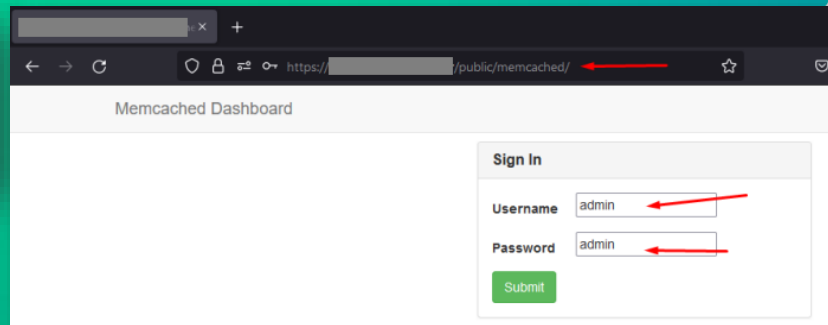 +
https:// /public/memcached/
Memcached Dashboard
Sign In
Username admin
Password admin
Submit